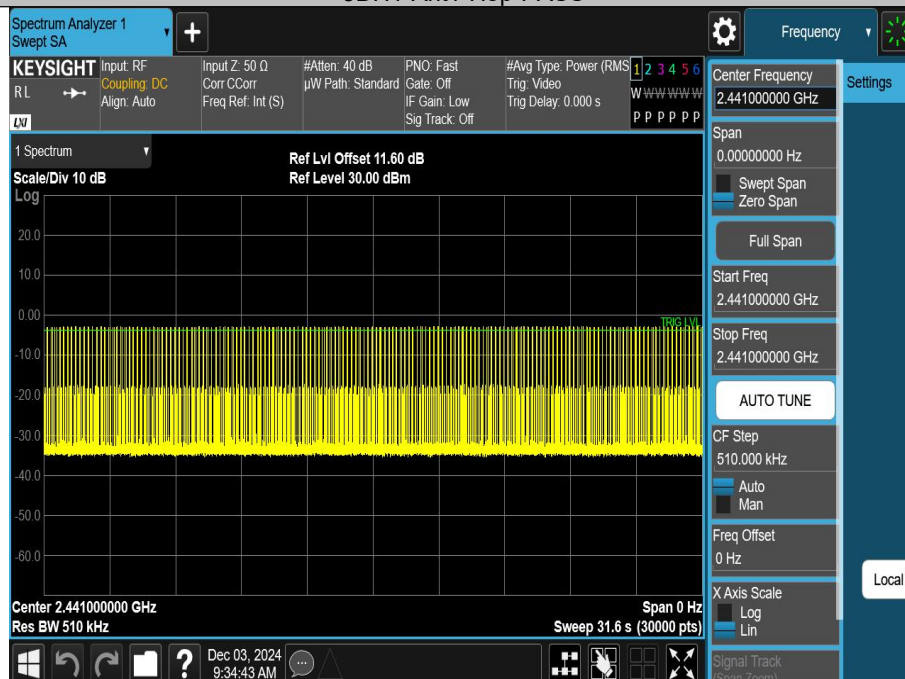 Spectrum Analyzer 1
Swept SA
Frequency
KEYSIGHT
RL
LXI
Input: RF
Coupling: DC
Align: Auto
Input Z: 50 Ω
Corr CCorr
Freq Ref: Int (S)
#Atten: 40 dB
µW Path: Standard
PNO: Fast
Gate: Off
IF Gain: Low
Sig Track: Off
#Avg Type: Power (RMS
Trig: Video
Trig Delay: 0.000 s
1 2 3 4 5 6
W W W W W W
P P P P P P
Center Frequency
2.441000000 GHz
Settings
Span
0.00000000 Hz
Swept Span
Zero Span
Full Span
Start Freq
2.441000000 GHz
Stop Freq
2.441000000 GHz
AUTO TUNE
CF Step
510.000 kHz
Auto
Man
Freq Offset
0 Hz
X Axis Scale
Log
Lin
Signal Track
(Span Zoom)
Local
1 Spectrum
Scale/Div 10 dB
Log
Ref Lvl Offset 11.60 dB
Ref Level 30.00 dBm
20.0
10.0
0.00
TRIG LVL
-10.0
-20.0
-30.0
-40.0
-50.0
-60.0
Center 2.441000000 GHz
Res BW 510 kHz
Span 0 Hz
Sweep 31.6 s (30000 pts)
?
Dec 03, 2024
9:34:43 AM